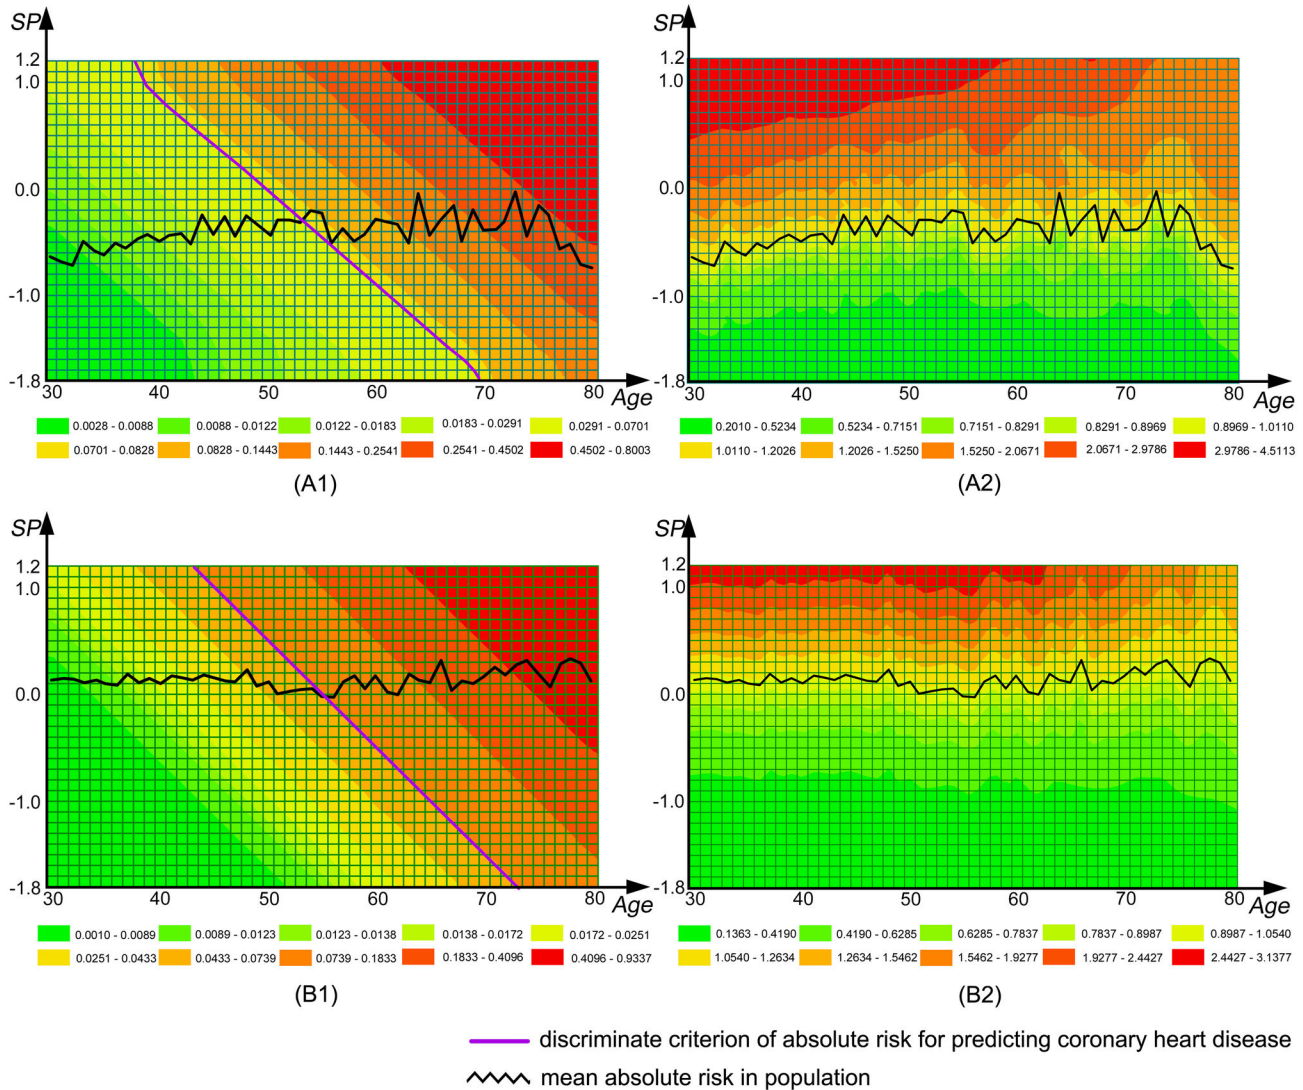 SP
1.2
1.0
0.0
-1.0
-1.8
30 40 50 60 70 80
Age
0.0028 - 0.0088 0.0088 - 0.0122 0.0122 - 0.0183 0.0183 - 0.0291 0.0291 - 0.0701
0.0701 - 0.0828 0.0828 - 0.1443 0.1443 - 0.2541 0.2541 - 0.4502 0.4502 - 0.8003
(A1)
SP
1.2
1.0
0.0
-1.0
-1.8
30 40 50 60 70 80
Age
0.2010 - 0.5234 0.5234 - 0.7151 0.7151 - 0.8291 0.8291 - 0.8969 0.8969 - 1.0110
1.0110 - 1.2026 1.2026 - 1.5250 1.5250 - 2.0671 2.0671 - 2.9786 2.9786 - 4.5113
(A2)
SP
1.2
1.0
0.0
-1.0
-1.8
30 40 50 60 70 80
Age
0.0010 - 0.0089 0.0089 - 0.0123 0.0123 - 0.0138 0.0138 - 0.0172 0.0172 - 0.0251
0.0251 - 0.0433 0.0433 - 0.0739 0.0739 - 0.1833 0.1833 - 0.4096 0.4096 - 0.9337
(B1)
SP
1.2
1.0
0.0
-1.0
-1.8
30 40 50 60 70 80
Age
0.1363 - 0.4190 0.4190 - 0.6285 0.6285 - 0.7837 0.7837 - 0.8987 0.8987 - 1.0540
1.0540 - 1.2634 1.2634 - 1.5462 1.5462 - 1.9277 1.9277 - 2.4427 2.4427 - 3.1377
(B2)
discriminate criterion of absolute risk for predicting coronary heart disease
mean absolute risk in population